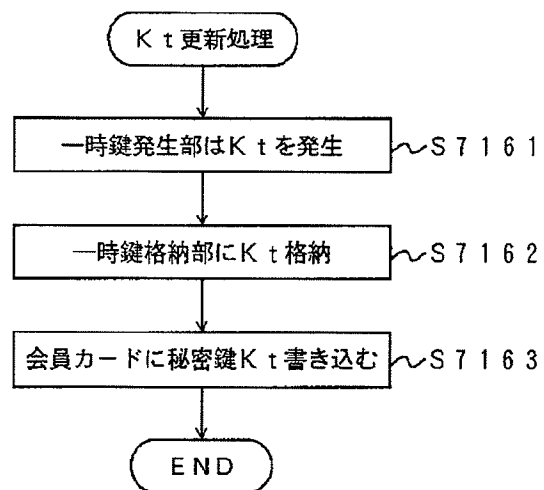 Ｋｔ更新処理
一時鍵発生部はＫｔを発生 Ｓ７１６１
一時鍵格納部にＫｔ格納 Ｓ７１６２
会員カードに秘密鍵Ｋｔ書き込む Ｓ７１６３
ＥＮＤ